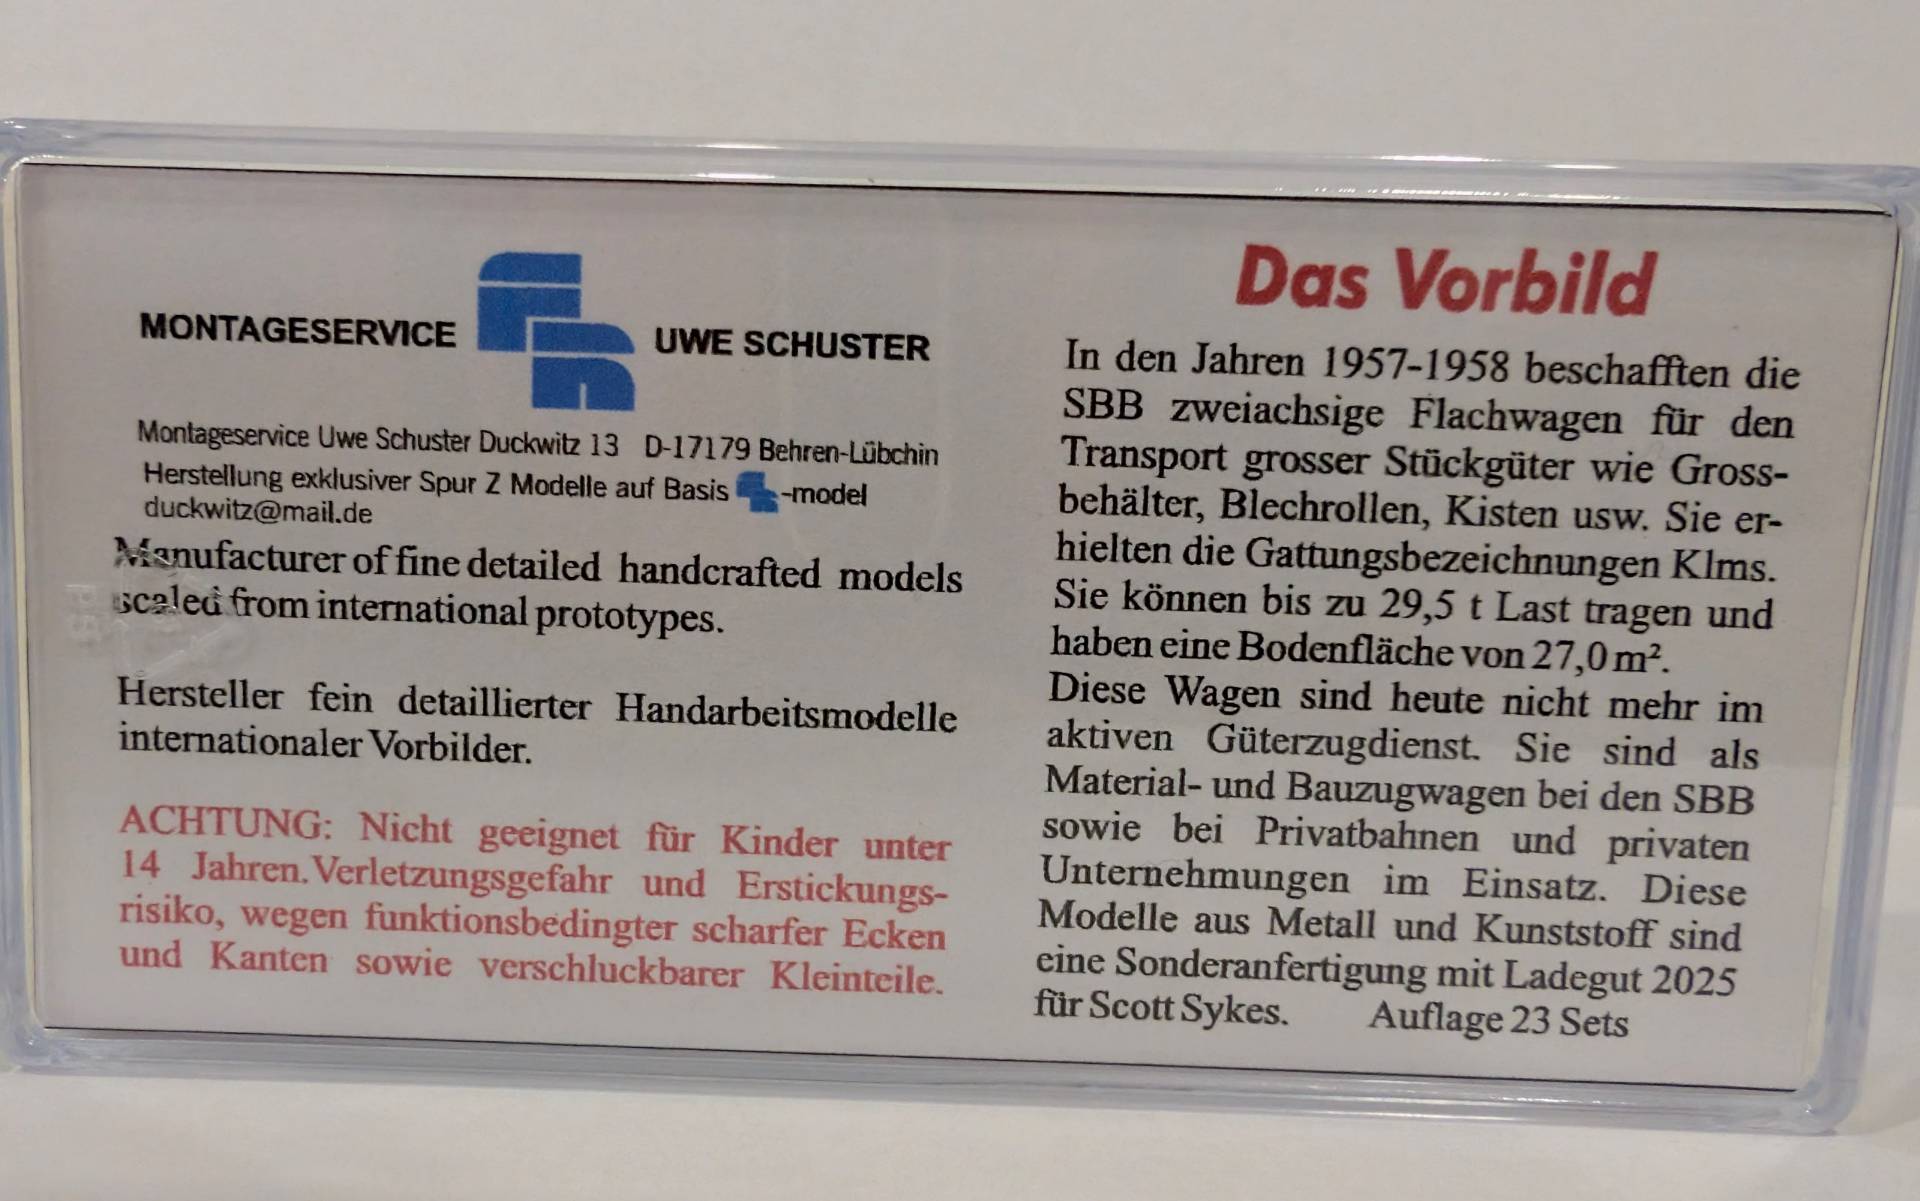 MONTAGESERVICE UWE SCHUSTER
Montageservice Uwe Schuster Duckwitz 13 D-17179 Behren-Lübchin
Herstellung exklusiver Spur Z Modelle auf Basis -model
duckwitz@mail.de
Manufacturer of fine detailed handcrafted models
scaled from international prototypes.
Hersteller fein detaillierter Handarbeitsmodelle
internationaler Vorbilder.
ACHTUNG: Nicht geeignet für Kinder unter
14 Jahren. Verletzungsgefahr und Erstickungs-
risiko, wegen funktionsbedingter scharfer Ecken
und Kanten sowie verschluckbarer Kleinteile.
Das Vorbild
In den Jahren 1957-1958 beschafften die
SBB zweiachsige Flachwagen für den
Transport grosser Stückgüter wie Gross-
behälter, Blechrollen, Kisten usw. Sie er-
hielten die Gattungsbezeichnungen Klms.
Sie können bis zu 29,5 t Last tragen und
haben eine Bodenfläche von 27,0 m².
Diese Wagen sind heute nicht mehr im
aktiven Güterzugdienst. Sie sind als
Material- und Bauzugwagen bei den SBB
sowie bei Privatbahnen und privaten
Unternehmungen im Einsatz. Diese
Modelle aus Metall und Kunststoff sind
eine Sonderanfertigung mit Ladegut 2025
für Scott Sykes. Auflage 23 Sets